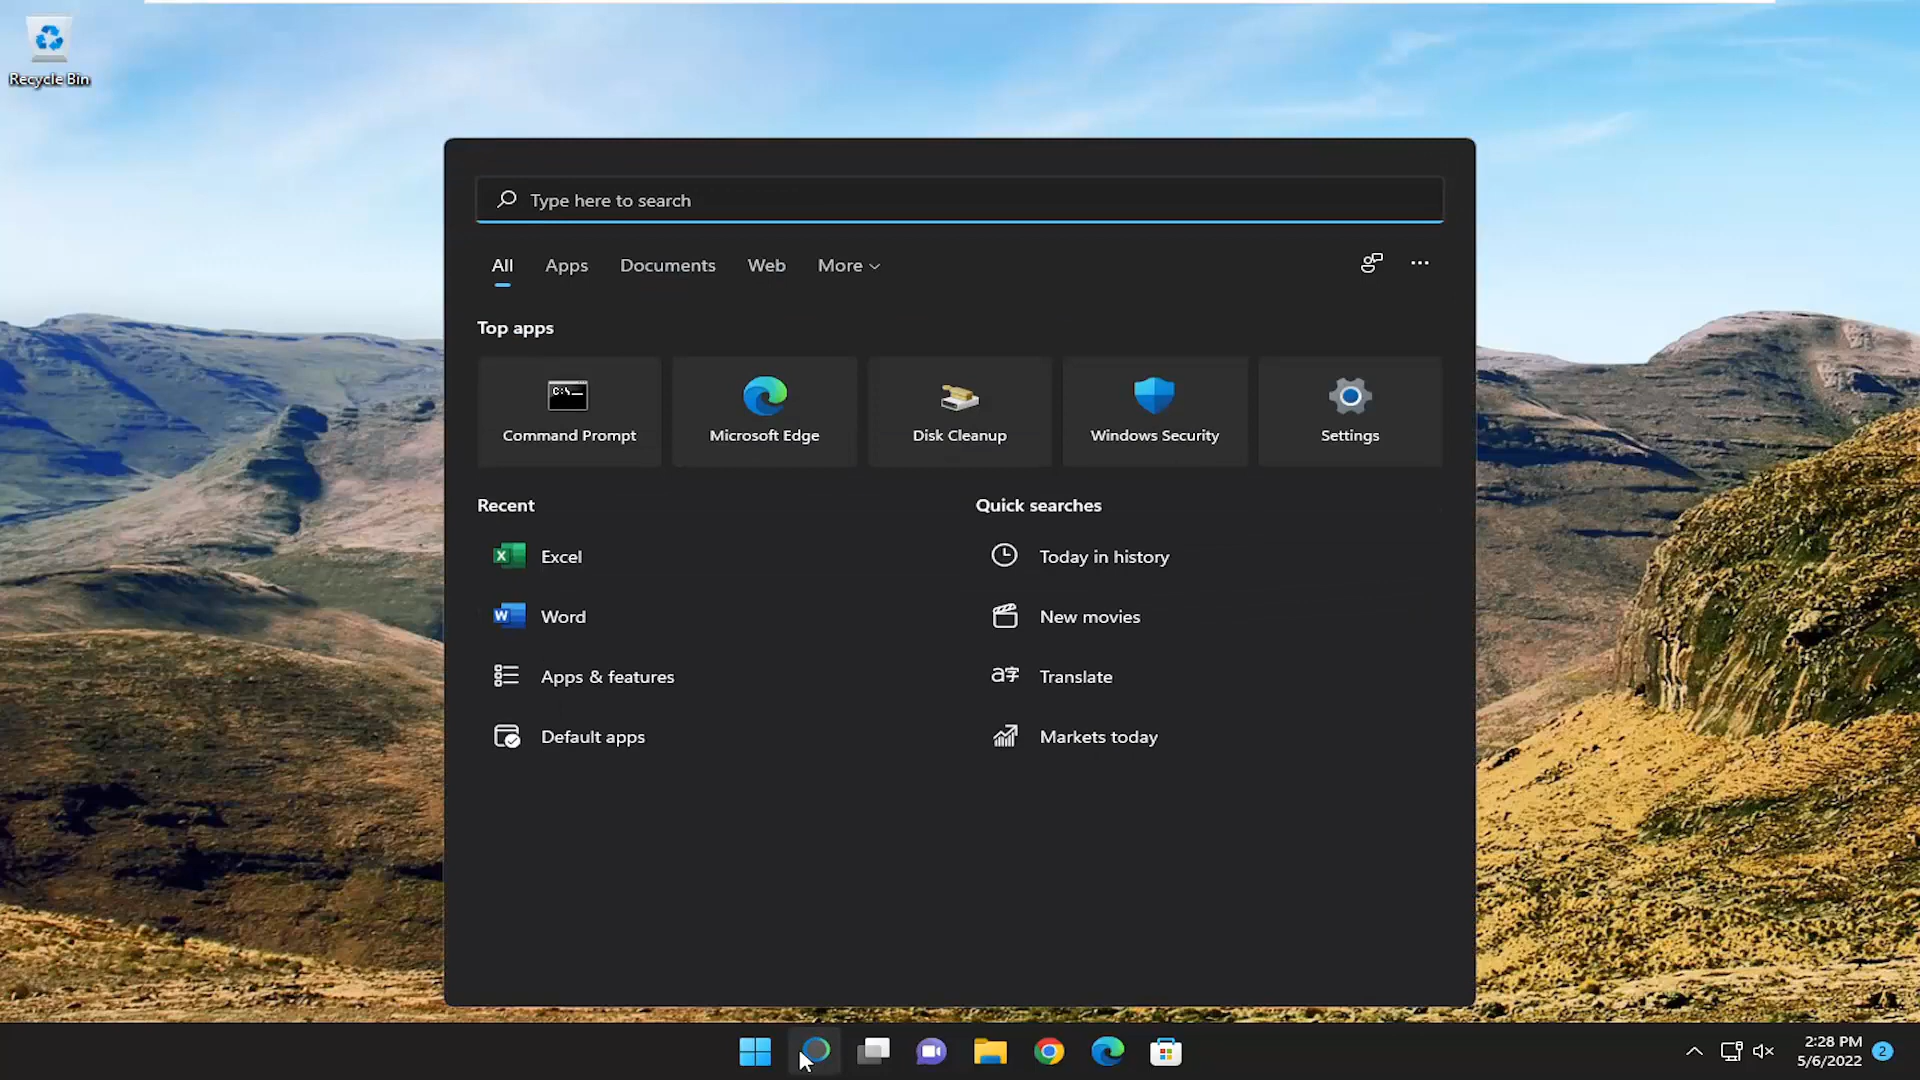 Recycle Bin
Type here to search
All Apps Documents Web More
Top apps
C:\_
Command Prompt Microsoft Edge Disk Cleanup Windows Security Settings
Recent
Excel
Word
Apps & features
Default apps
Quick searches
Today in history
New movies
Translate
Markets today
2:28 PM
5/6/2022
2